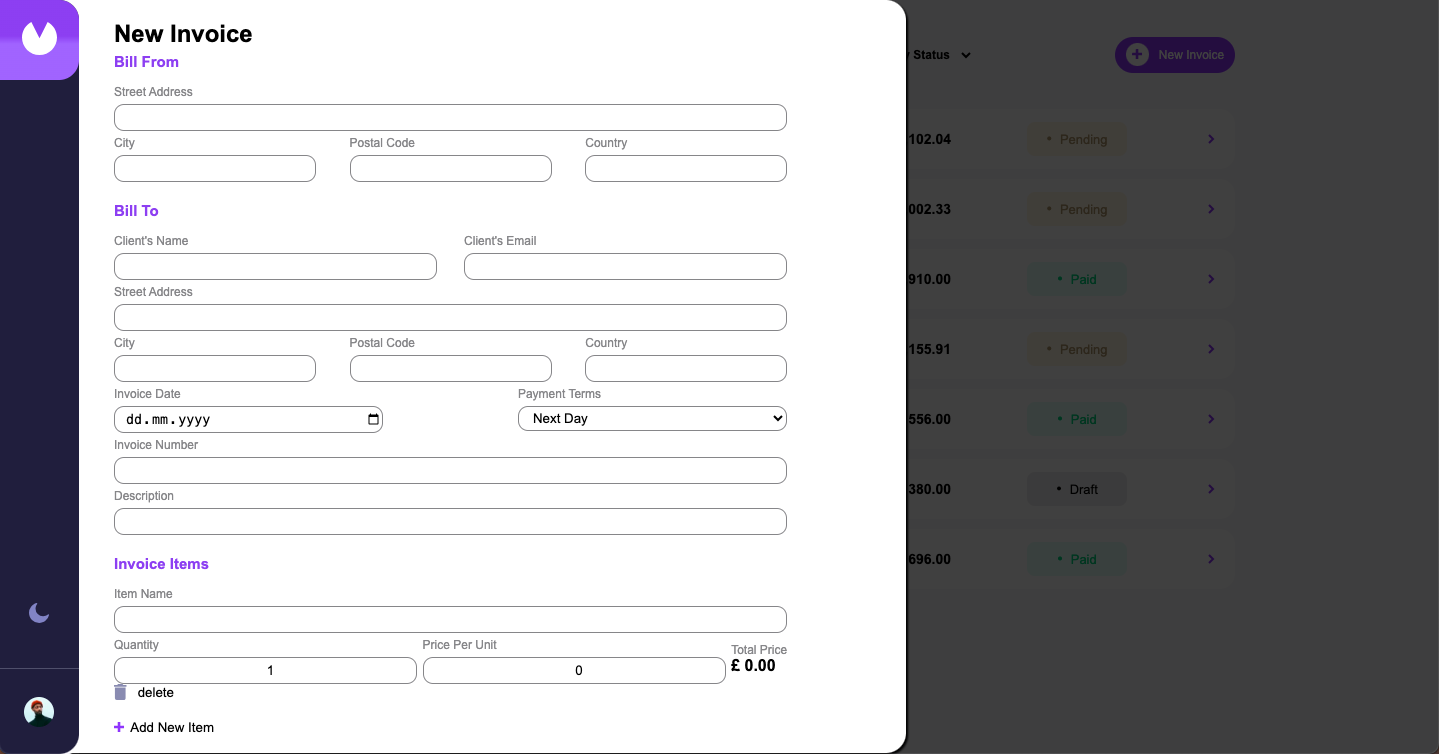 New Invoice
Bill From
Street Address
City Postal Code Country
Bill To
Client's Name Client's Email
Street Address
City Postal Code Country
Invoice Date Payment Terms
dd.mm.yyyy Next Day
Invoice Number
Description
Invoice Items
Item Name
Quantity Price Per Unit Total Price
1 0 £ 0.00
delete
+ Add New Item
Status + New Invoice
102.04 • Pending
002.33 • Pending
910.00 • Paid
155.91 • Pending
556.00 • Paid
380.00 • Draft
696.00 • Paid